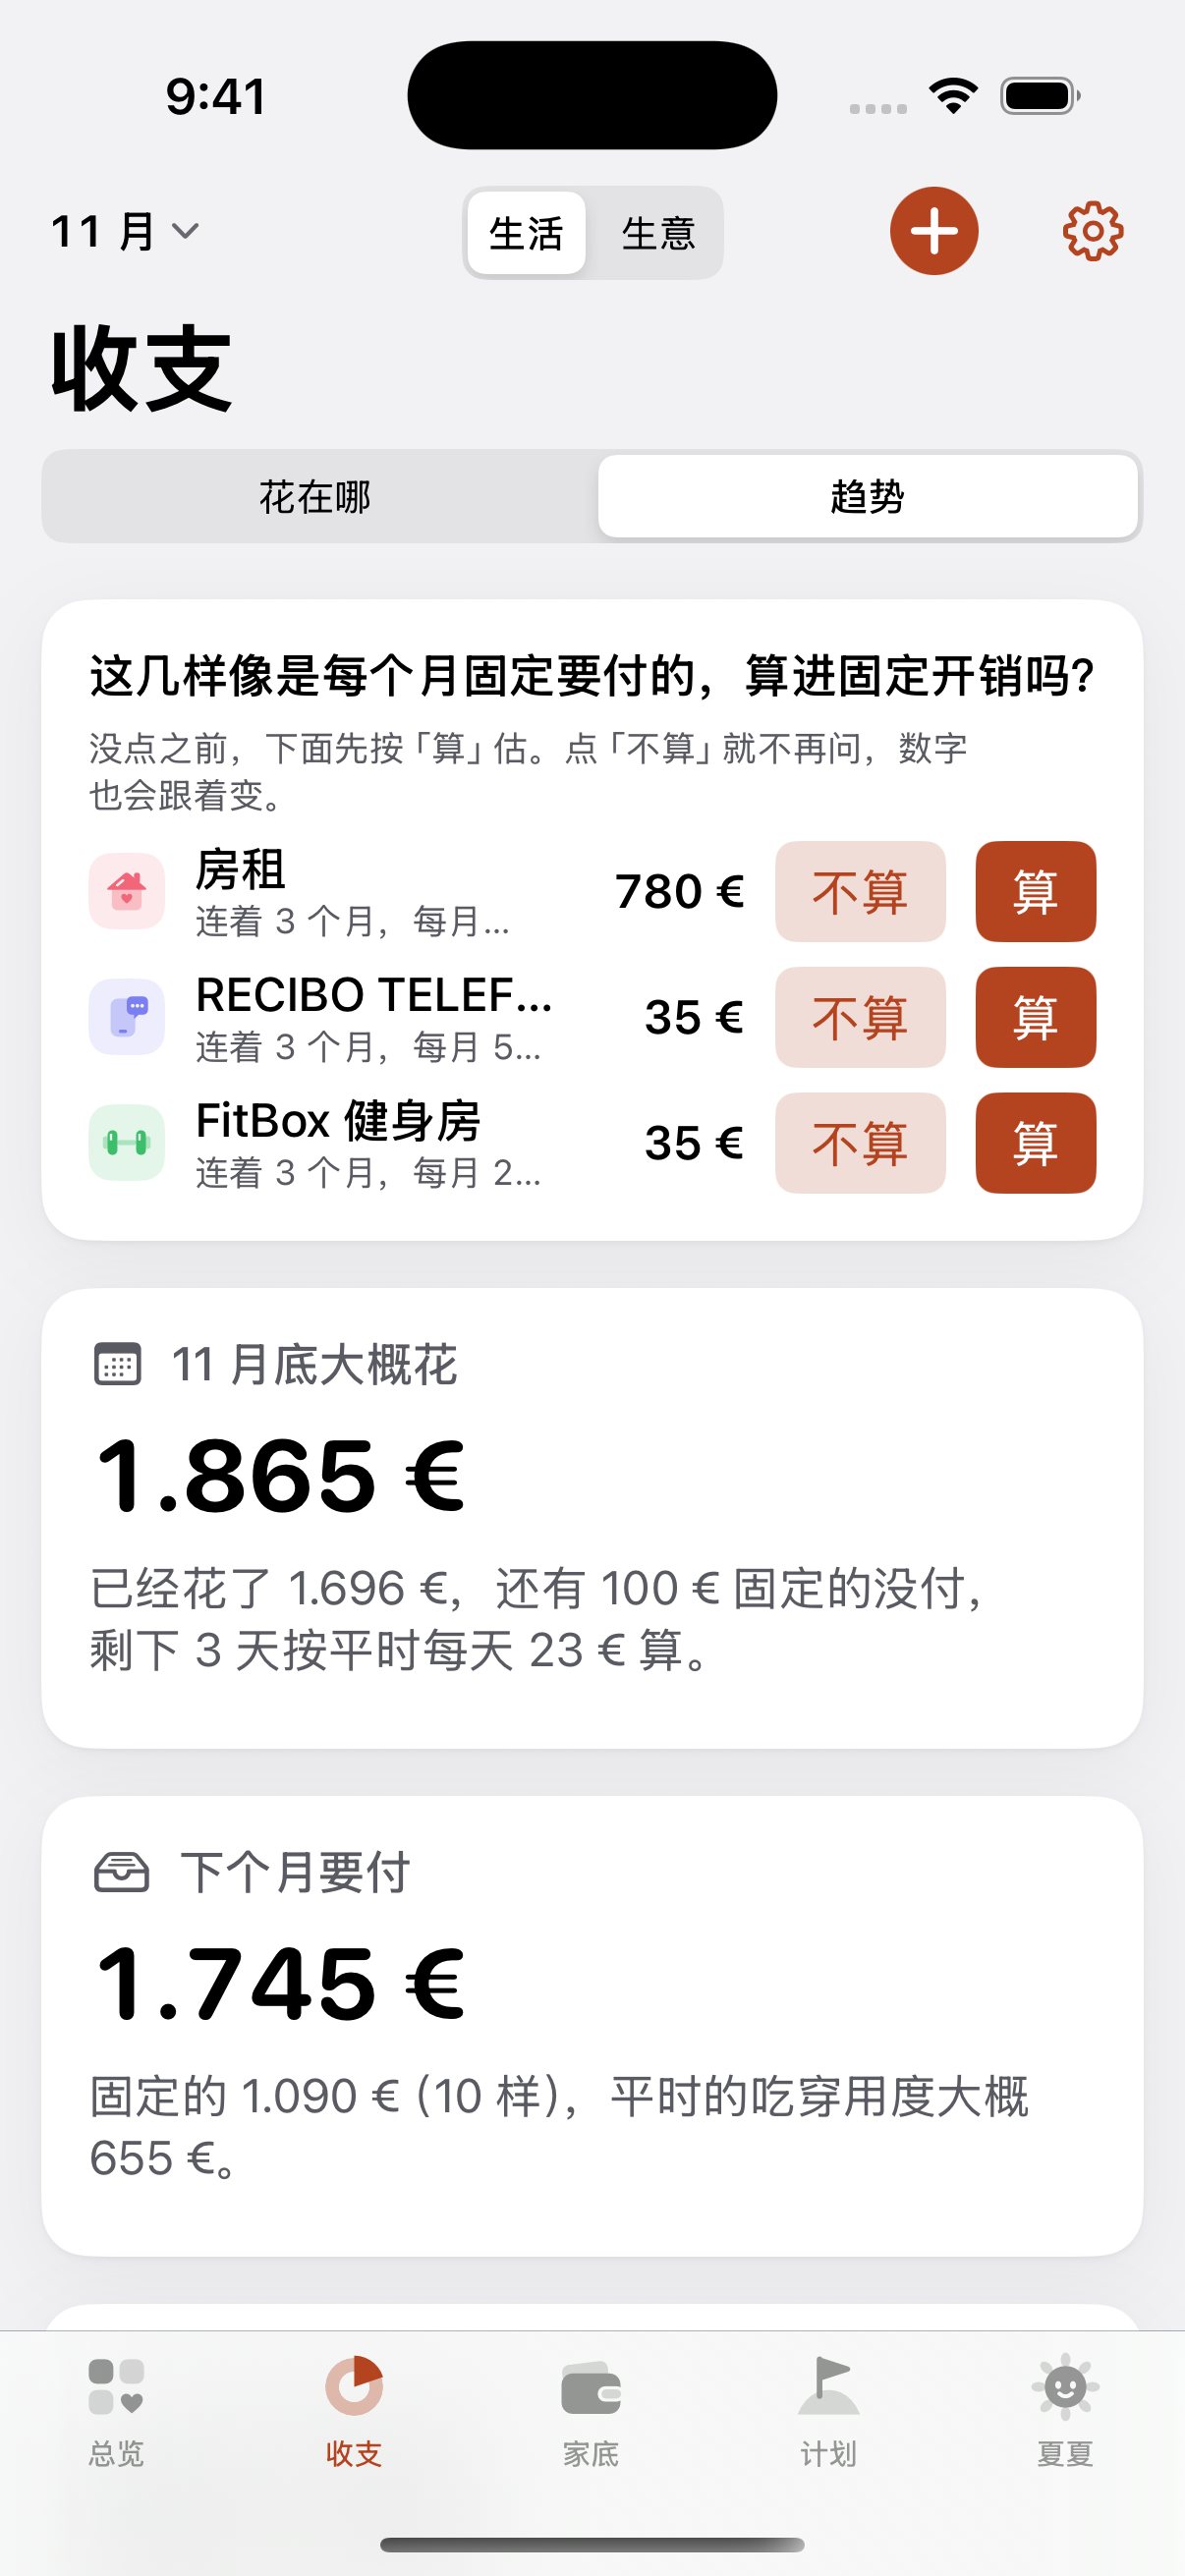 9:41
11 月
生活
生意
收支
花在哪
趋势
这几样像是每个月固定要付的，算进固定开销吗?
没点之前，下面先按「算」估。点「不算」就不再问，数字
也会跟着变。
房租
连着 3 个月，每月...
780 €
不算
算
RECIBO TELEF...
连着 3 个月，每月 5...
35 €
不算
算
FitBox 健身房
连着 3 个月，每月 2...
35 €
不算
算
11 月底大概花
1.865 €
已经花了 1.696 €，还有 100 € 固定的没付，
剩下 3 天按平时每天 23 € 算。
下个月要付
1.745 €
固定的 1.090 €（10 样），平时的吃穿用度大概
655 €。
总览
收支
家底
计划
夏夏